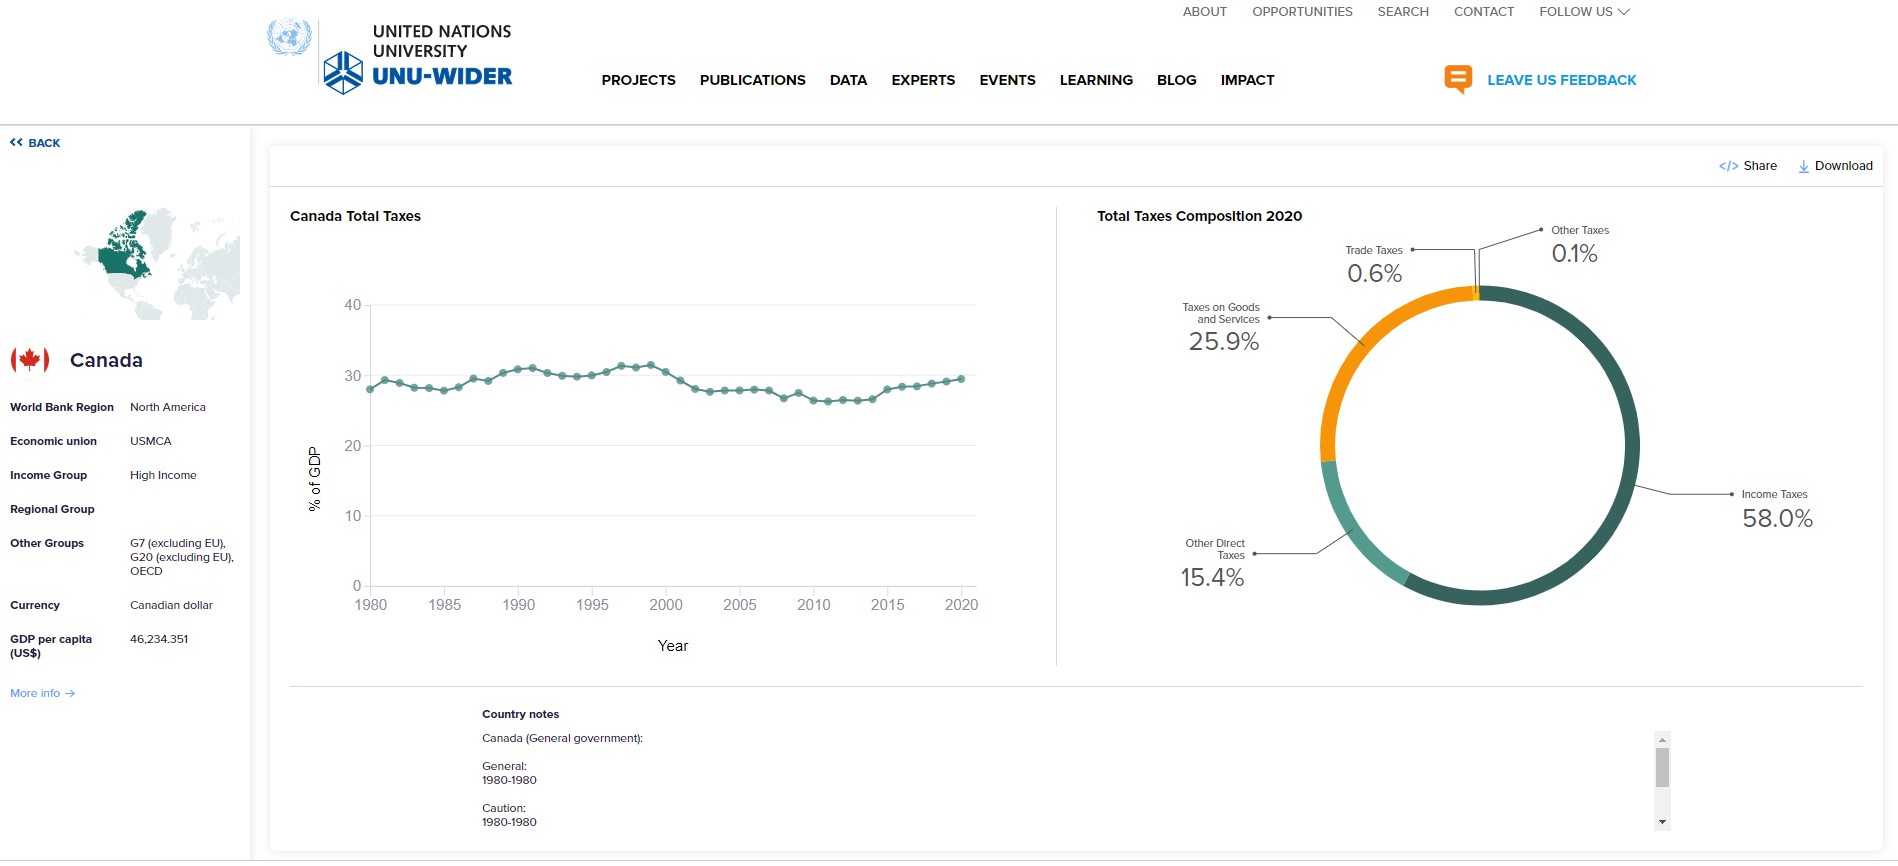 ABOUT OPPORTUNITIES SEARCH CONTACT FOLLOW US
UNITED NATIONS
UNIVERSITY
UNU-WIDER
PROJECTS PUBLICATIONS DATA EXPERTS EVENTS LEARNING BLOG IMPACT
LEAVE US FEEDBACK
BACK
Canada
World Bank Region North America
Economic union USMCA
Income Group High Income
Regional Group
Other Groups G7 (excluding EU),
G20 (excluding EU),
OECD
Currency Canadian dollar
GDP per capita 46,234.351
(US$)
More info →
</> Share Download
Canada Total Taxes
40
30
20
10
0
% of GDP
1980 1985 1990 1995 2000 2005 2010 2015 2020
Year
Total Taxes Composition 2020
Other Taxes
0.1%
Trade Taxes
0.6%
Taxes on Goods
and Services
25.9%
Income Taxes
58.0%
Other Direct
Taxes
15.4%
Country notes
Canada (General government):
General:
1980-1980
Caution:
1980-1980